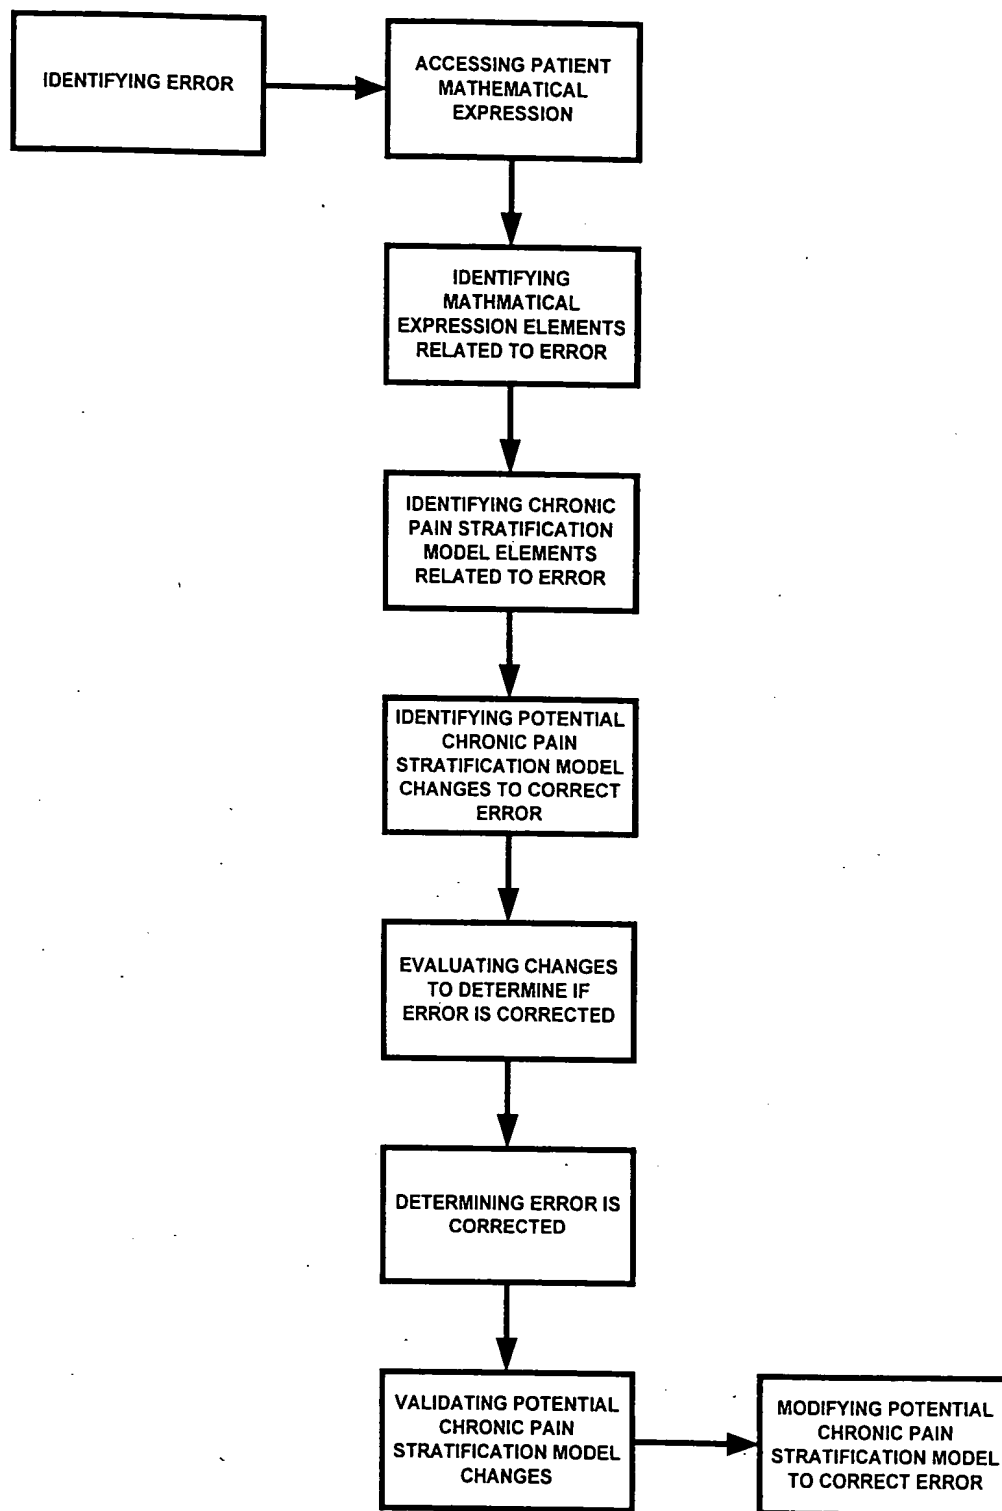 IDENTIFYING ERROR
ACCESSING PATIENT
MATHEMATICAL
EXPRESSION
IDENTIFYING
MATHMATICAL
EXPRESSION ELEMENTS
RELATED TO ERROR
IDENTIFYING CHRONIC
PAIN STRATIFICATION
MODEL ELEMENTS
RELATED TO ERROR
IDENTIFYING POTENTIAL
CHRONIC PAIN
STRATIFICATION MODEL
CHANGES TO CORRECT
ERROR
EVALUATING CHANGES
TO DETERMINE IF
ERROR IS CORRECTED
DETERMINING ERROR IS
CORRECTED
VALIDATING POTENTIAL
CHRONIC PAIN
STRATIFICATION MODEL
CHANGES
MODIFYING POTENTIAL
CHRONIC PAIN
STRATIFICATION MODEL
TO CORRECT ERROR